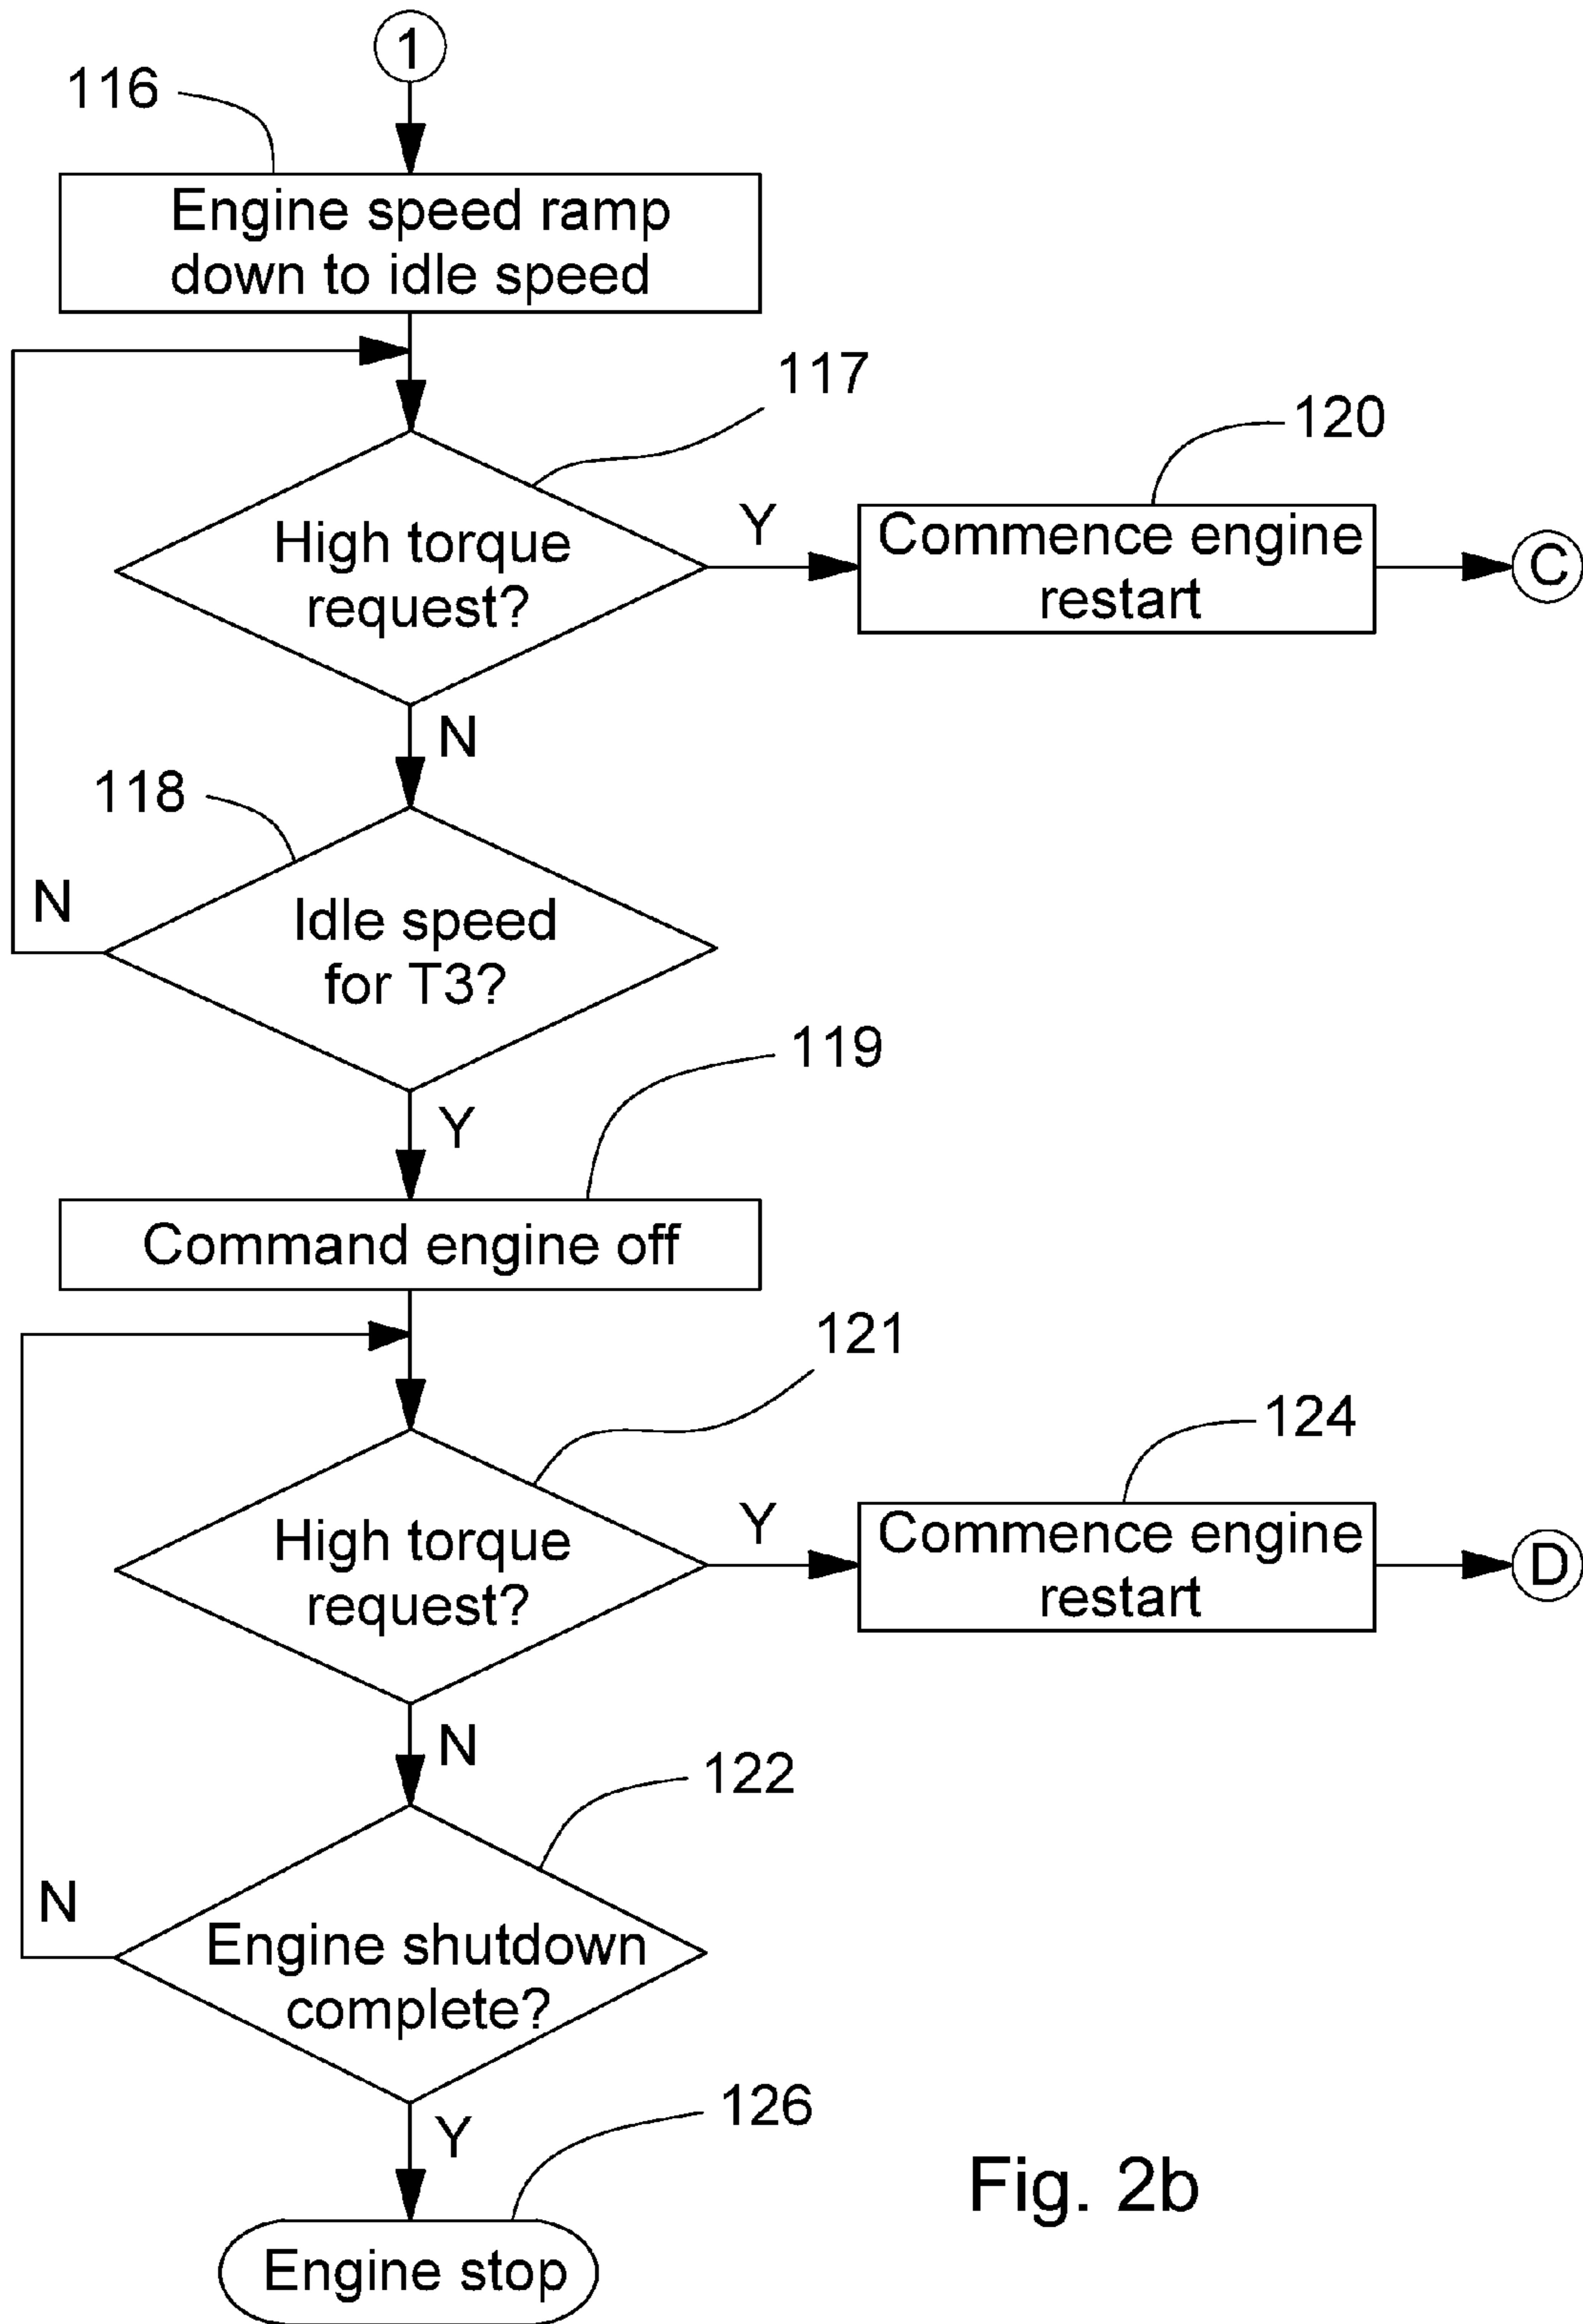 1
116
Engine speed ramp
down to idle speed
117
120
High torque
request?
Y
Commence engine
restart
C
N
118
N
Idle speed
for T3?
119
Y
Command engine off
121
124
High torque
request?
Y
Commence engine
restart
D
N
122
N
Engine shutdown
complete?
126
Y
Engine stop
Fig. 2b